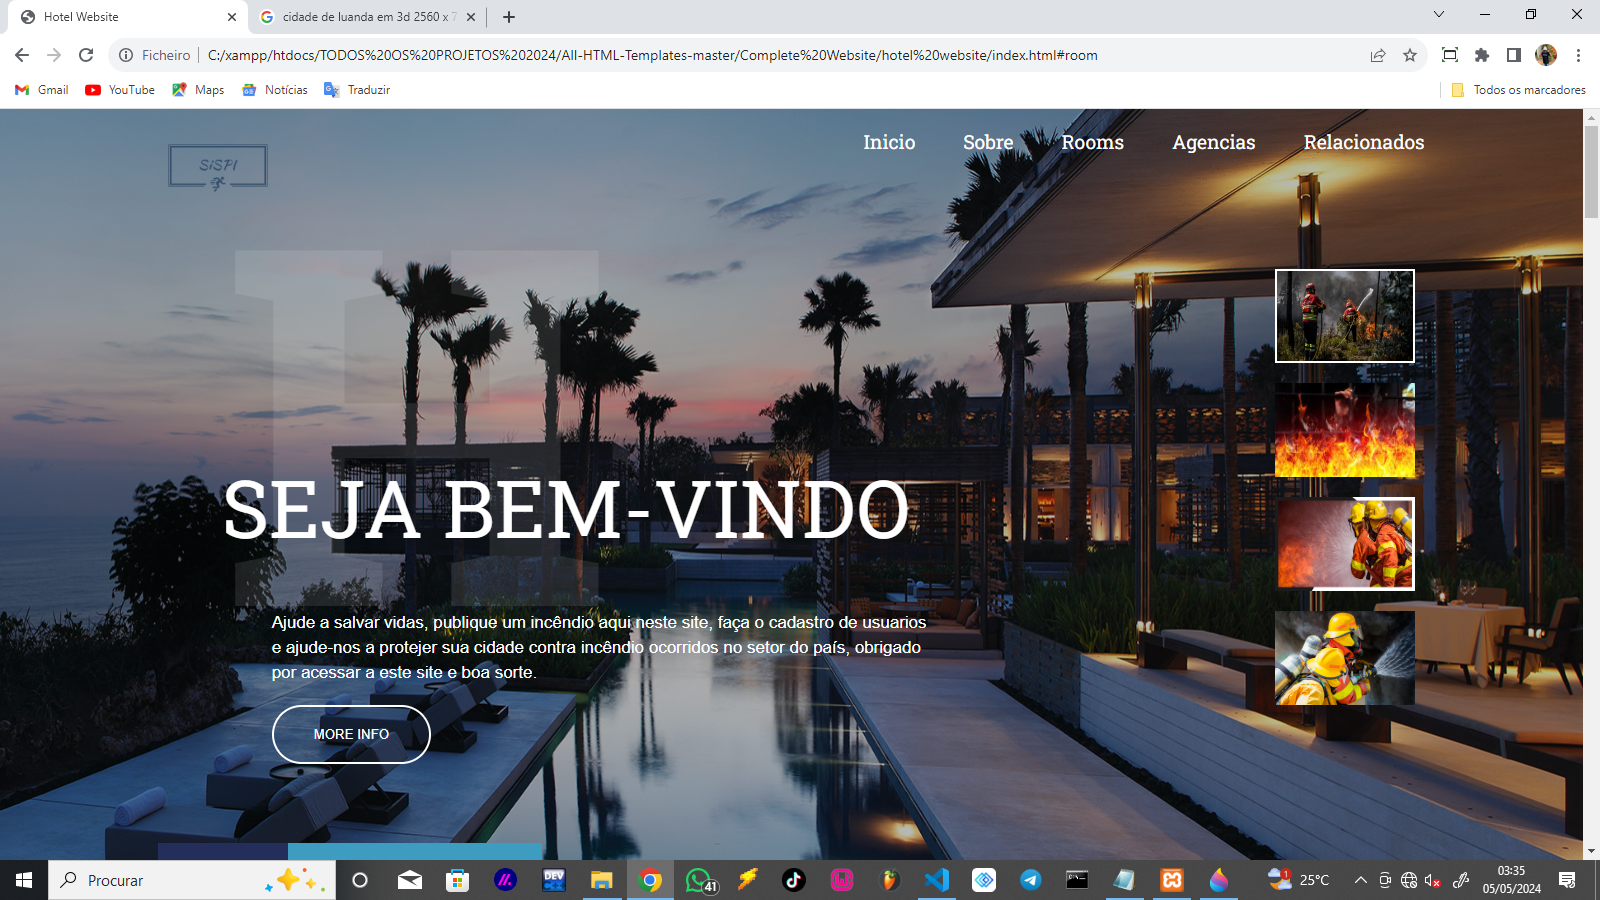 Hotel Website
cidade de luanda em 3d 2560 x 7
Ficheiro
C:/xampp/htdocs/TODOS%20OS%20PROJETOS%202024/All-HTML-Templates-master/Complete%20Website/hotel%20website/index.html#room
Gmail
YouTube
Maps
Notícias
Traduzir
Todos os marcadores
SiSPI
Inicio
Sobre
Rooms
Agencias
Relacionados
H
SEJA BEM-VINDO
Ajude a salvar vidas, publique um incêndio aqui neste site, faça o cadastro de usuarios
e ajude-nos a protejer sua cidade contra incêndio ocorridos no setor do país, obrigado
por acessar a este site e boa sorte.
MORE INFO
Procurar
DEV
41
1
25°C
03:35
05/05/2024